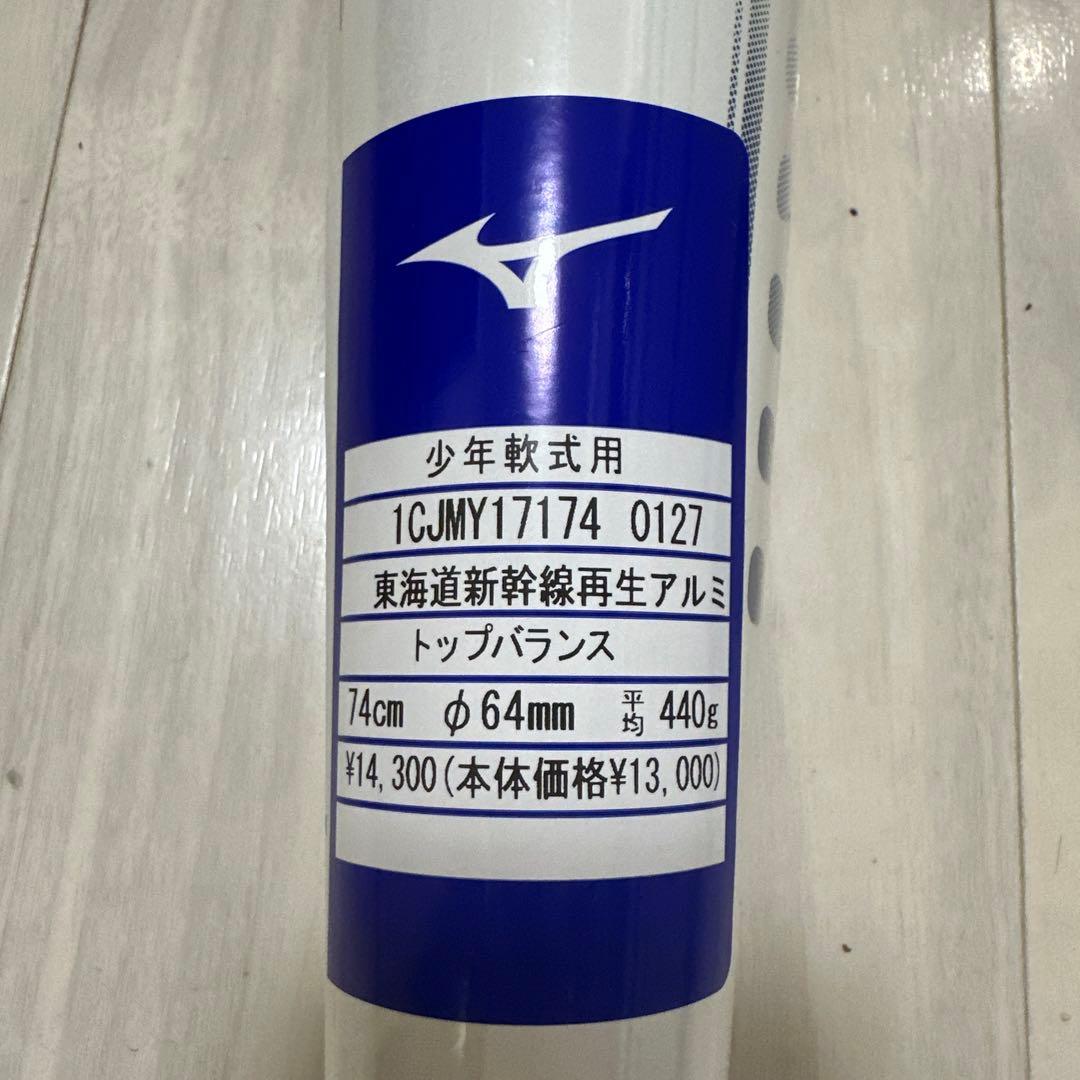 少年軟式用
1CJMY17174 0127
東海道新幹線再生アルミ
トップバランス
74cm φ64mm 平均 440g
¥14,300(本体価格¥13,000)